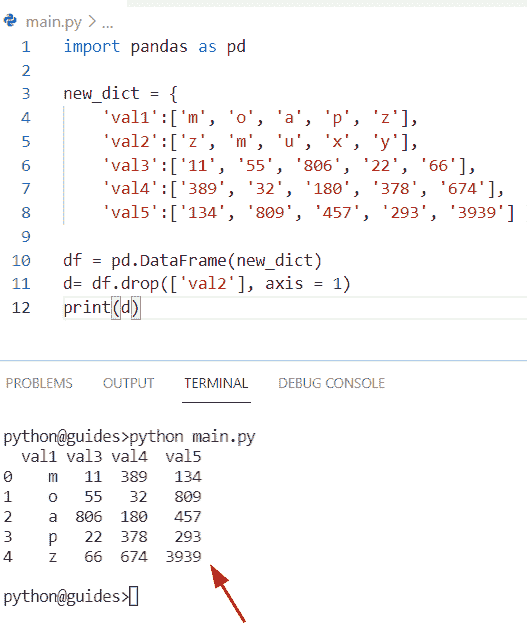 main.py > ...
1 import pandas as pd
2
3 new_dict = {
4 'val1':['m', 'o', 'a', 'p', 'z'],
5 'val2':['z', 'm', 'u', 'x', 'y'],
6 'val3':['11', '55', '806', '22', '66'],
7 'val4':['389', '32', '180', '378', '674'],
8 'val5':['134', '809', '457', '293', '3939']
9
10 df = pd.DataFrame(new_dict)
11 d= df.drop(['val2'], axis = 1)
12 print(d)
PROBLEMS OUTPUT TERMINAL DEBUG CONSOLE
python@guides>python main.py
val1 val3 val4 val5
0 m 11 389 134
1 o 55 32 809
2 a 806 180 457
3 p 22 378 293
4 z 66 674 3939
python@guides>